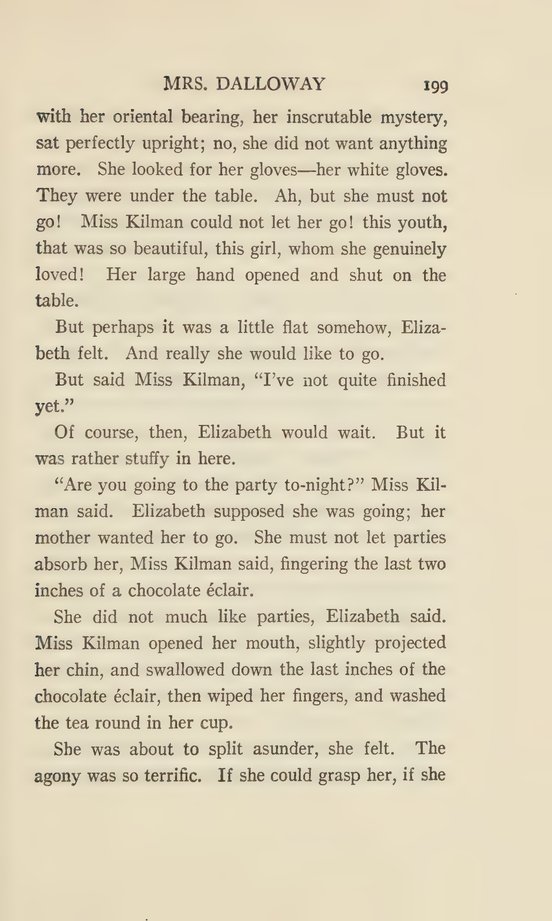 MRS. DALLOWAY 199
with her oriental bearing, her inscrutable mystery,
sat perfectly upright; no, she did not want anything
more. She looked for her gloves—her white gloves.
They were under the table. Ah, but she must not
go! Miss Kilman could not let her go! this youth,
that was so beautiful, this girl, whom she genuinely
loved! Her large hand opened and shut on the
table.
But perhaps it was a little flat somehow, Eliza-
beth felt. And really she would like to go.
But said Miss Kilman, “I’ve not quite finished
yet.”
Of course, then, Elizabeth would wait. But it
was rather stuffy in here.
“Are you going to the party to-night?” Miss Kil-
man said. Elizabeth supposed she was going; her
mother wanted her to go. She must not let parties
absorb her, Miss Kilman said, fingering the last two
inches of a chocolate éclair.
She did not much like parties, Elizabeth said.
Miss Kilman opened her mouth, slightly projected
her chin, and swallowed down the last inches of the
chocolate éclair, then wiped her fingers, and washed
the tea round in her cup.
She was about to split asunder, she felt. The
agony was so terrific. If she could grasp her, if she